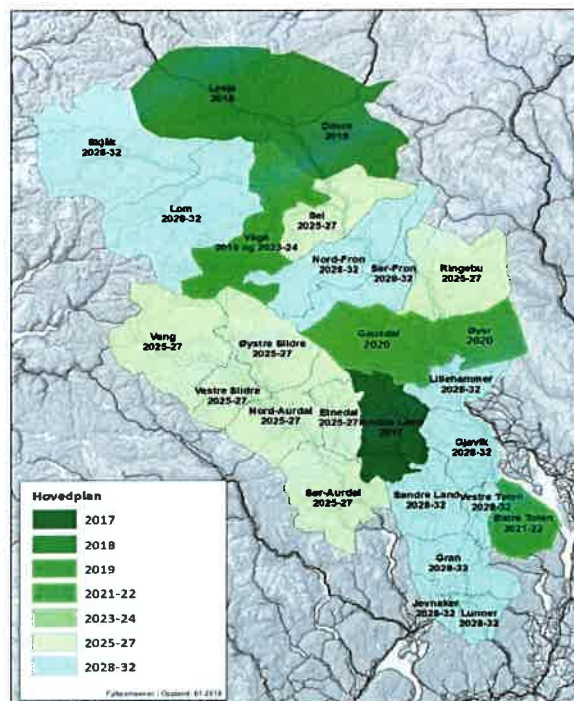 Lesja
2018
Dovre
2018
Skjåk
2028-32
Lom
2028-32
Sel
2025-27
Vågå
2019 og 2023-24
Nord-Fron
2028-32
Sør-Fron
2028-32
Ringebu
2025-27
Vang
2025-27
Øystre Slidre
2025-27
Gausdal
2020
Øyer
2020
Lillehammer
2028-32
Vestre Slidre
2025-27
Nord-Aurdal
2025-27
Etnedal
2025-27
Nordre Land
2017
Gjøvik
2028-32
Sør-Aurdal
2025-27
Søndre Land
2028-32
Vestre Toten
2028-32
Østre Toten
2021-22
Gran
2028-32
Jevnaker
2028-32
Lunner
2028-32
Hovedplan
2017
2018
2019
2021-22
2023-24
2025-27
2028-32